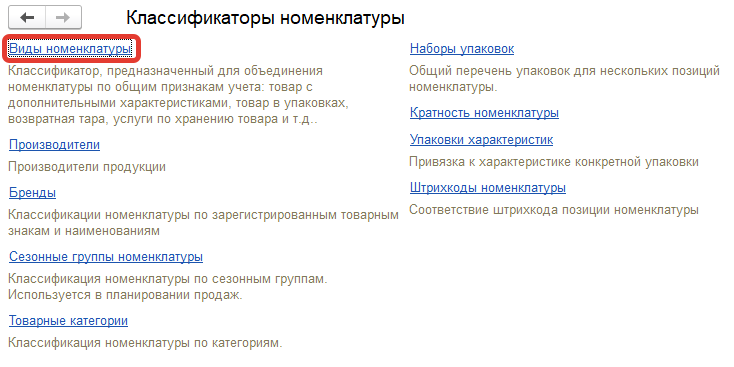 Классификаторы номенклатуры
Виды номенклатуры
Классификатор, предназначенный для объединения
номенклатуры по общим признакам учета: товар с
дополнительными характеристиками, товар в упаковках,
возвратная тара, услуги по хранению товара и т.д..
Производители
Производители продукции
Бренды
Классификации номенклатуры по зарегистрированным товарным
знакам и наименованиям
Сезонные группы номенклатуры
Классификация номенклатуры по сезонным группам.
Используется в планировании продаж.
Товарные категории
Классификация номенклатуры по категориям.
Наборы упаковок
Общий перечень упаковок для нескольких позиций
номенклатуры.
Кратность номенклатуры
Упаковки характеристик
Привязка к характеристике конкретной упаковки
Штрихкоды номенклатуры
Соответствие штрихкода позиции номенклатуры